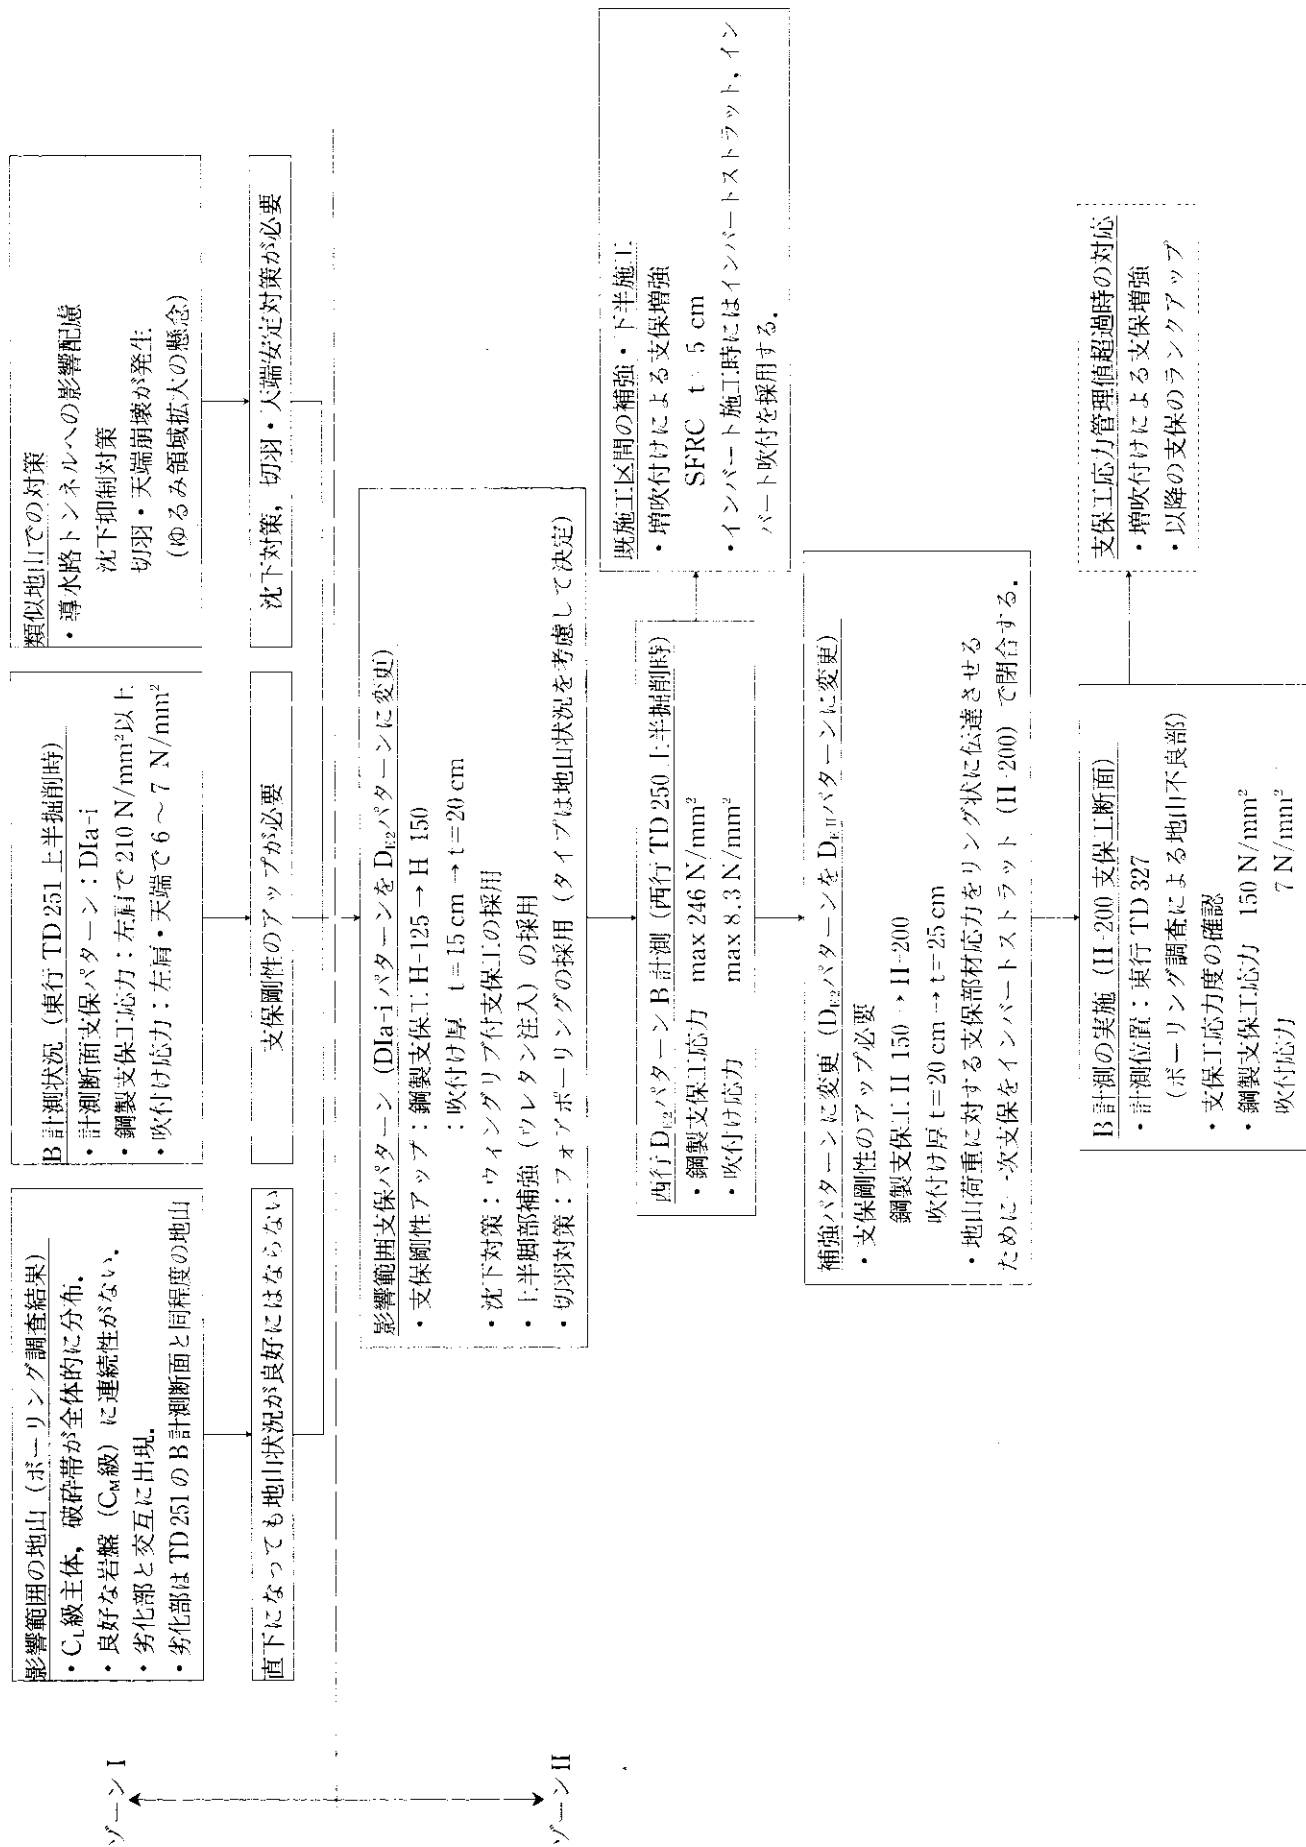 ゾーン I
ゾーン II
影響範囲の地山（ボーリング調査結果）
・CL級主体，破砕帯が全体的に分布．
・良好な岩盤（CM級）に連続性がない．
・劣化部と交互に出現．
・劣化部は TD 251 の B 計測断面と同程度の地山
直下になっても地山状況が良好にはならない
B 計測状況（東行 TD 251 上半掘削時）
・計測断面支保パターン：DIa-i
・鋼製支保工応力：左肩で 210 N/mm²以上
・吹付け応力：左肩・天端で 6～7 N/mm²
支保剛性のアップが必要
類似地山での対策
・導水路トンネルへの影響配慮
沈下抑制対策
切羽・天端崩壊が発生
（ゆるみ領域拡大の懸念）
沈下対策，切羽・天端安定対策が必要
影響範囲支保パターン（DIa-i パターンを DE2パターンに変更）
・支保剛性アップ：鋼製支保工 H-125→H-150
：吹付け厚　t＝15 cm→t＝20 cm
・沈下対策：ウィングリブ付支保工の採用
・上半脚部補強（ウレタン注入）の採用
・切羽対策：フォアポーリングの採用（タイプは地山状況を考慮して決定）
西行 DE2パターン B 計測（西行 TD 250 上半掘削時）
・鋼製支保工応力　max 246 N/mm²
・吹付け応力　max 8.3 N/mm²
既施工区間の補強・下半施工
・増吹付けによる支保増強
SFRC　t＝5 cm
・インバート施工時にはインバートストラット，イン
バート吹付を採用する．
補強パターンに変更（DE2パターンをDEⅡパターンに変更）
・支保剛性のアップ必要
鋼製支保工 H-150→H-200
吹付け厚 t＝20 cm→t＝25 cm
・地山荷重に対する支保部材応力をリング状に伝達させる
ために一次支保をインバートストラット（H-200）で閉合する．
B 計測の実施（H-200 支保工断面）
・計測位置：東行 TD 327
（ボーリング調査による地山不良部）
・支保工応力度の確認
・鋼製支保工応力　150 N/mm²
吹付応力　7 N/mm²
支保工応力管理値超過時の対応
・増吹付けによる支保増強
・以降の支保のランクアップ